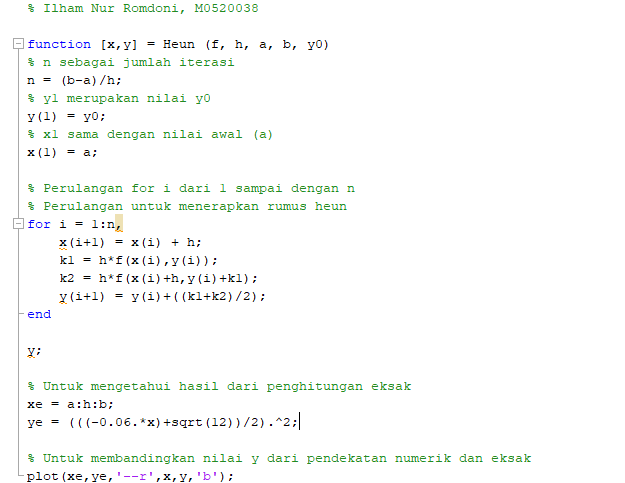 % Ilham Nur Romdoni, M0520038
function [x,y] = Heun (f, h, a, b, y0)
% n sebagai jumlah iterasi
n = (b-a)/h;
% y1 merupakan nilai y0
y(1) = y0;
% x1 sama dengan nilai awal (a)
x(1) = a;
% Perulangan for i dari 1 sampai dengan n
% Perulangan untuk menerapkan rumus heun
for i = 1:n,
x(i+1) = x(i) + h;
k1 = h*f(x(i),y(i));
k2 = h*f(x(i)+h,y(i)+k1);
y(i+1) = y(i)+((k1+k2)/2);
end
y;
% Untuk mengetahui hasil dari penghitungan eksak
xe = a:h:b;
ye = (((-0.06.*x)+sqrt(12))/2).^2;
% Untuk membandingkan nilai y dari pendekatan numerik dan eksak
plot(xe,ye,'--r',x,y,'b');